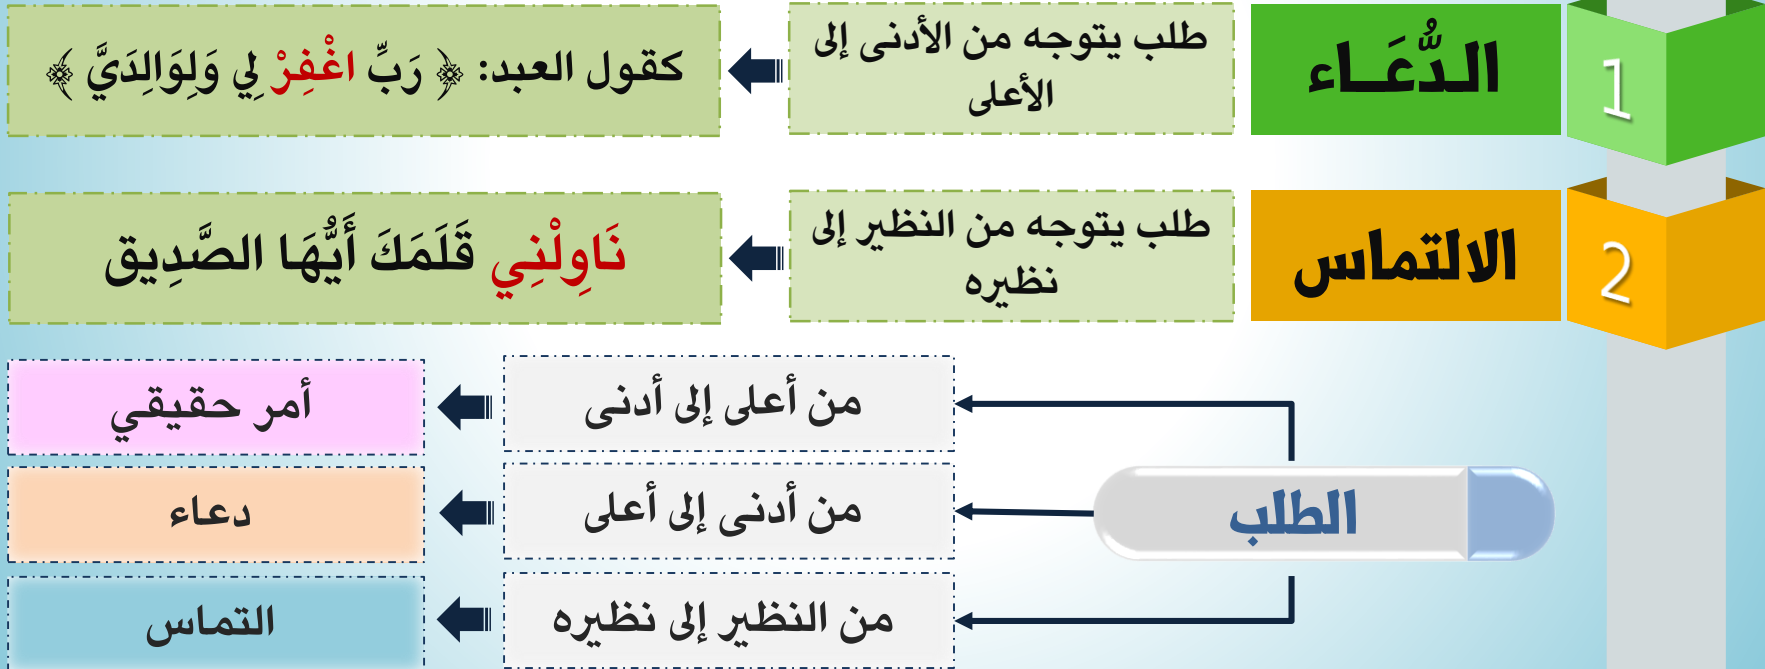 1
الدُّعَـــاء
طلب يتوجه من الأدنى إلى
الأعلى
كقول العبد: ﴿ رَبِّ اغْفِرْ لِي وَلِوَالِدَيَّ ﴾
2
الالتماس
طلب يتوجه من النظير إلى
نظيره
نَاوِلْنِي قَلَمَكَ أَيُّهَا الصَّدِيق
الطلب
من أعلى إلى أدنى
أمر حقيقي
من أدنى إلى أعلى
دعاء
من النظير إلى نظيره
التماس